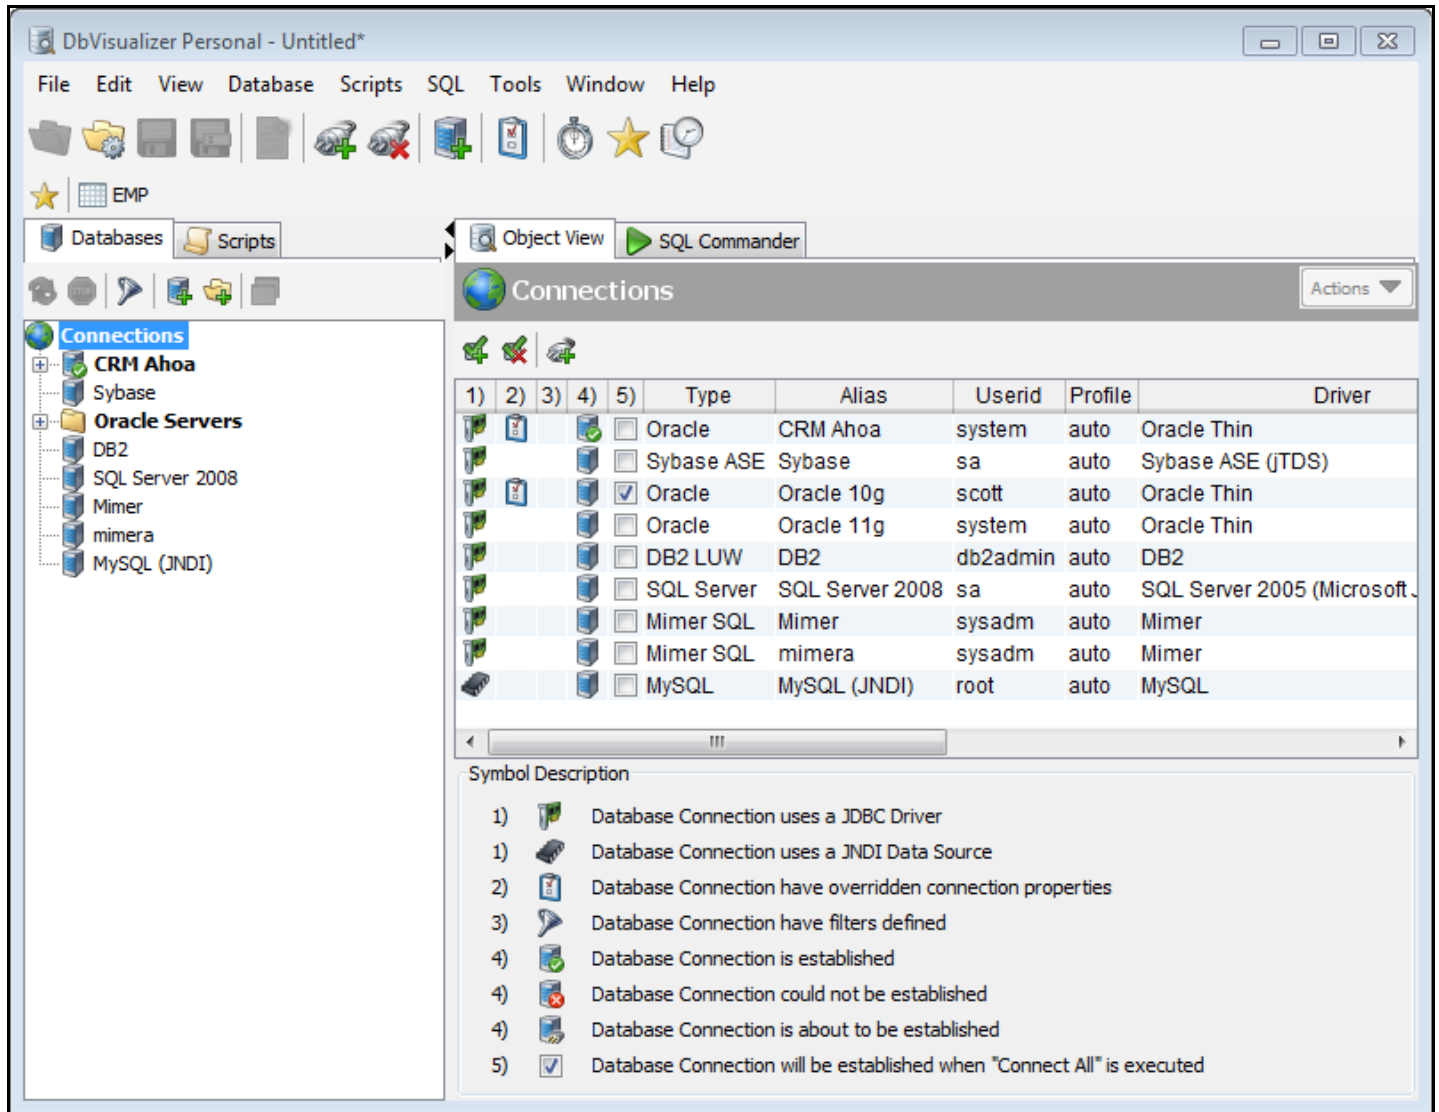 DbVisualizer Personal - Untitled*
File Edit View Database Scripts SQL Tools Window Help
EMP
Databases Scripts
Object View SQL Commander
Connections Actions
Connections
CRM Ahoa
Sybase
Oracle Servers
DB2
SQL Server 2008
Mimer
mimera
MySQL (JNDI)
1) 2) 3) 4) 5) Type Alias Userid Profile Driver
Oracle CRM Ahoa system auto Oracle Thin
Sybase ASE Sybase sa auto Sybase ASE (jTDS)
Oracle Oracle 10g scott auto Oracle Thin
Oracle Oracle 11g system auto Oracle Thin
DB2 LUW DB2 db2admin auto DB2
SQL Server SQL Server 2008 sa auto SQL Server 2005 (Microsoft
Mimer SQL Mimer sysadm auto Mimer
Mimer SQL mimera sysadm auto Mimer
MySQL MySQL (JNDI) root auto MySQL
Symbol Description
1) Database Connection uses a JDBC Driver
1) Database Connection uses a JNDI Data Source
2) Database Connection have overridden connection properties
3) Database Connection have filters defined
4) Database Connection is established
4) Database Connection could not be established
4) Database Connection is about to be established
5) Database Connection will be established when "Connect All" is executed